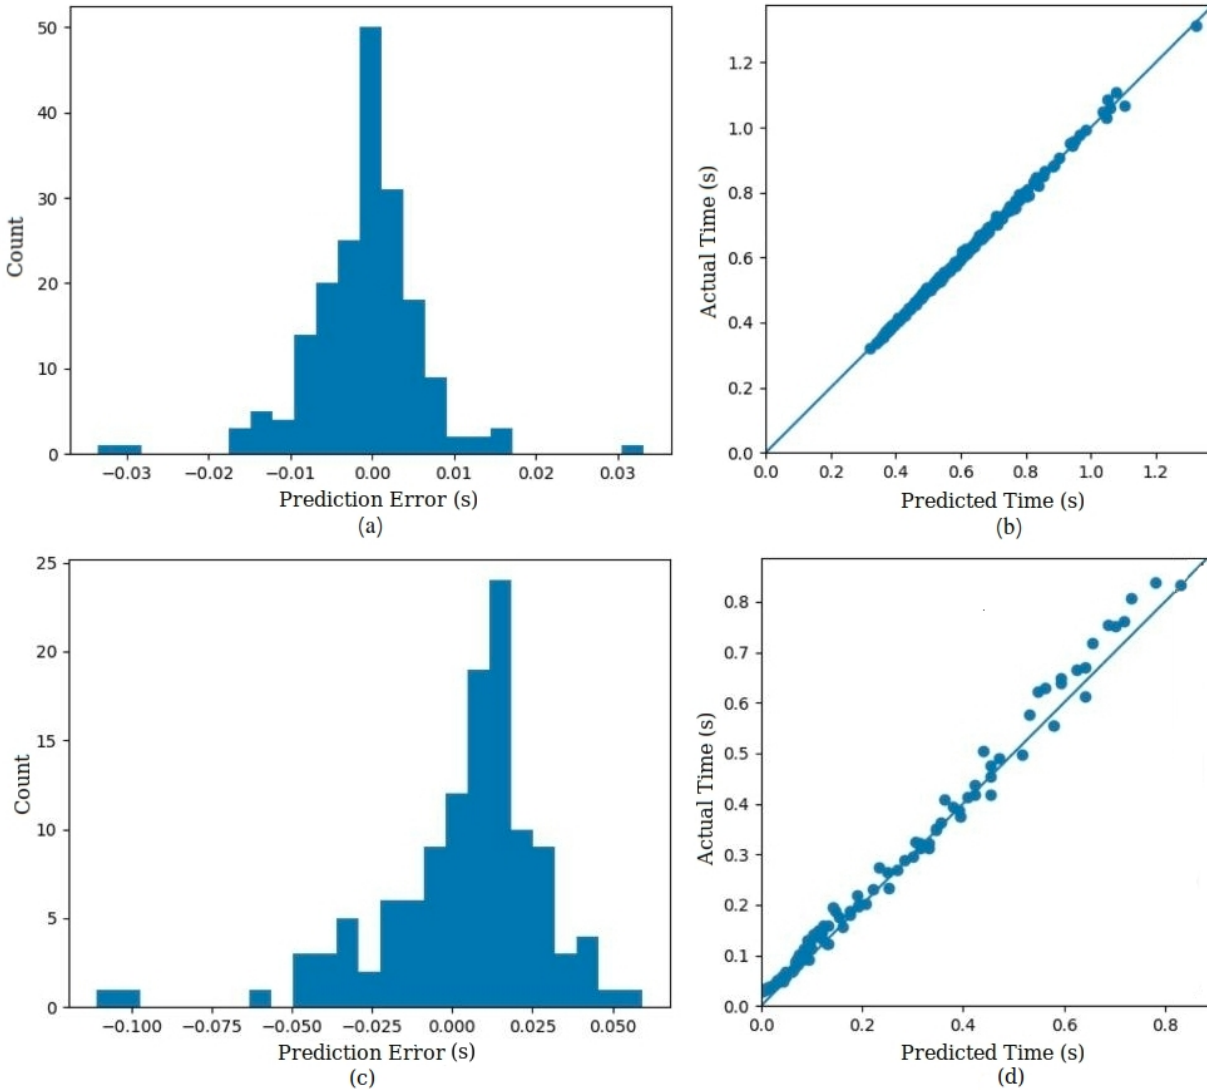 50
40
30
20
10
0
Count
−0.03 −0.02 −0.01 0.00 0.01 0.02 0.03
Prediction Error (s)
(a)
1.2
1.0
0.8
0.6
0.4
0.2
0.0
Actual Time (s)
0.0 0.2 0.4 0.6 0.8 1.0 1.2
Predicted Time (s)
(b)
25
20
15
10
5
0
Count
−0.100 −0.075 −0.050 −0.025 0.000 0.025 0.050
Prediction Error (s)
(c)
0.8
0.7
0.6
0.5
0.4
0.3
0.2
0.1
0.0
Actual Time (s)
0.0 0.2 0.4 0.6 0.8
Predicted Time (s)
(d)